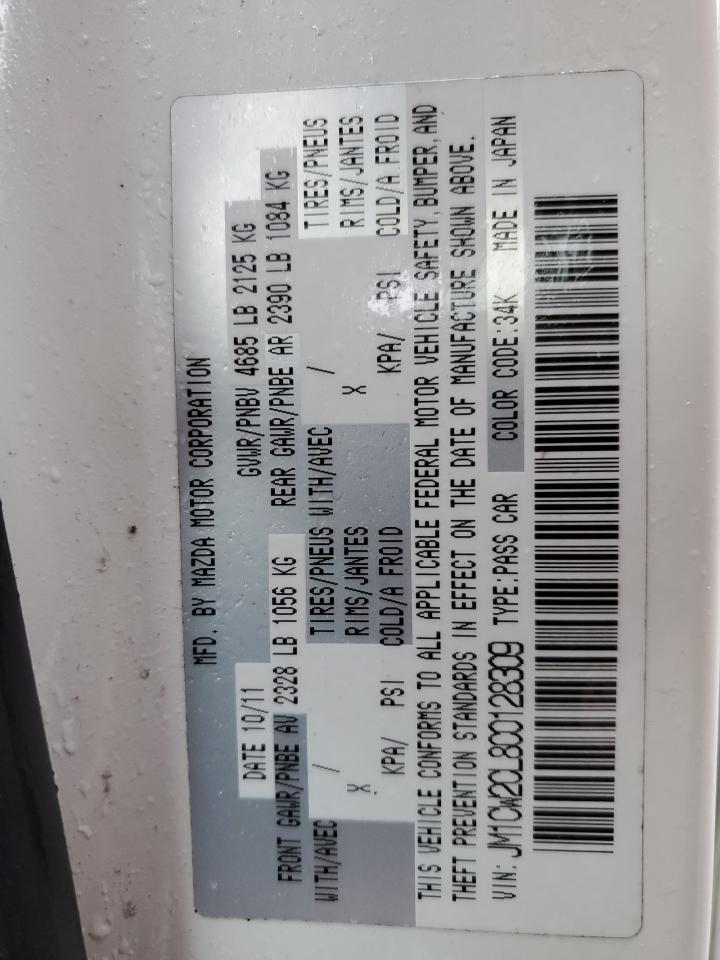 MFD. BY MAZDA MOTOR CORPORATION
DATE 10/11 GVWR/PNBV 4685 LB 2125 KG
FRONT GAWR/PNBE AV 2328 LB 1056 KG REAR GAWR/PNBE AR 2390 LB 1084 KG
WITH/AVEC / TIRES/PNEUS WITH/AVEC / TIRES/PNEUS
X RIMS/JANTES X RIMS/JANTES
KPA/ PSI COLD/A FROID KPA/ PSI COLD/A FROID
THIS VEHICLE CONFORMS TO ALL APPLICABLE FEDERAL MOTOR VEHICLE SAFETY, BUMPER, AND
THEFT PREVENTION STANDARDS IN EFFECT ON THE DATE OF MANUFACTURE SHOWN ABOVE.
VIN: JM1CW2CL8C0128309 TYPE:PASS CAR COLOR CODE:34K MADE IN JAPAN